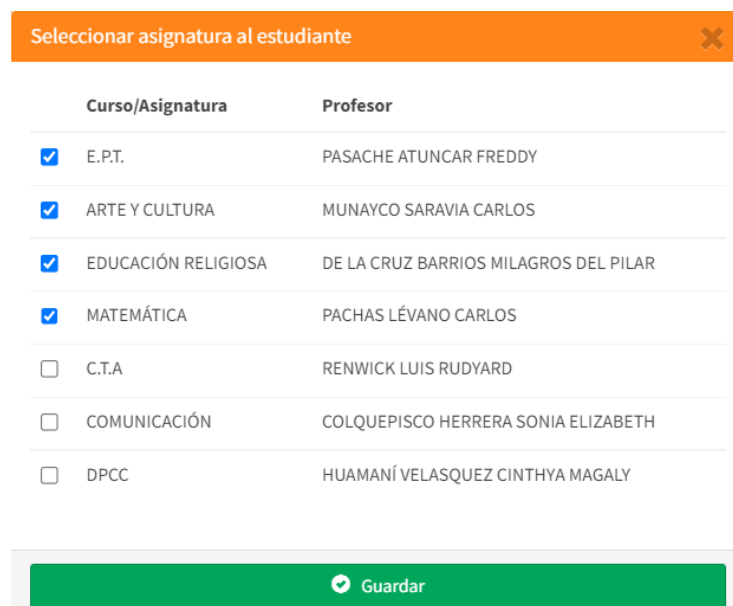 Seleccionar asignatura al estudiante
Curso/Asignatura Profesor
E.P.T. PASACHE ATUNCAR FREDDY
ARTE Y CULTURA MUNAYCO SARAVIA CARLOS
EDUCACIÓN RELIGIOSA DE LA CRUZ BARRIOS MILAGROS DEL PILAR
MATEMÁTICA PACHAS LÉVANO CARLOS
C.T.A RENWICK LUIS RUDYARD
COMUNICACIÓN COLQUEPISCO HERRERA SONIA ELIZABETH
DPCC HUAMANÍ VELASQUEZ CINTHYA MAGALY
Guardar